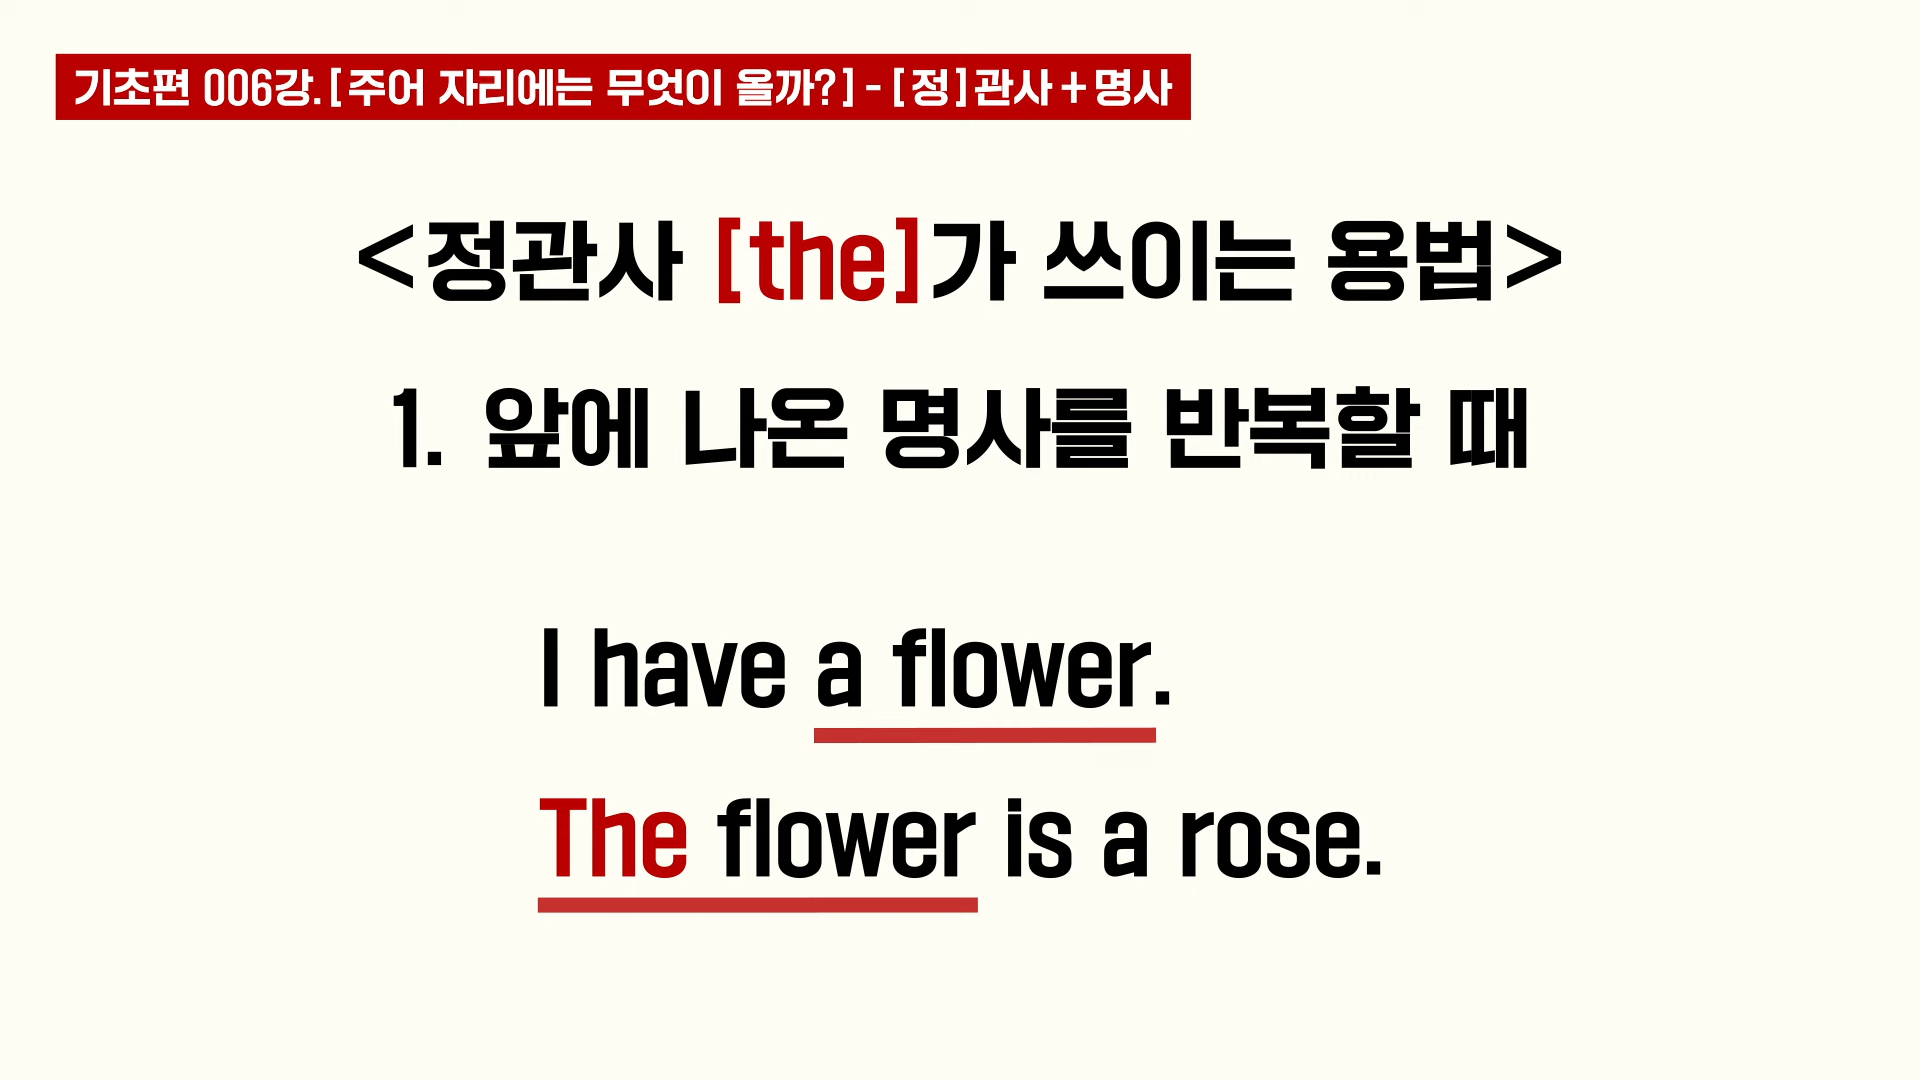 기초편 006강.[주어 자리에는 무엇이 올까?] - [정]관사 + 명사
<정관사 [the]가 쓰이는 용법>
1. 앞에 나온 명사를 반복할 때
I have a flower.
The flower is a rose.